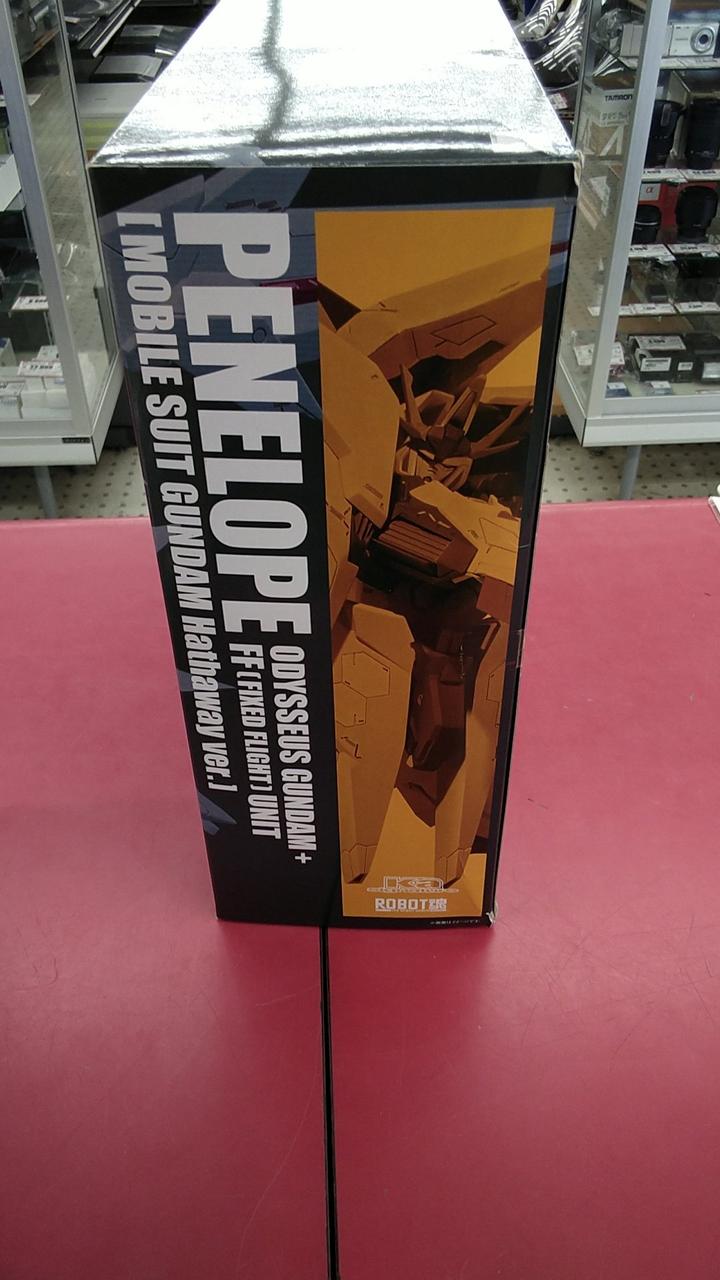 PENELOPE
ODYSSEUS GUNDAM +
FF (FIXED FLIGHT) UNIT
[MOBILE SUIT GUNDAM Hathaway ver.]
Ka
ROBOT魂
TAMRON
α